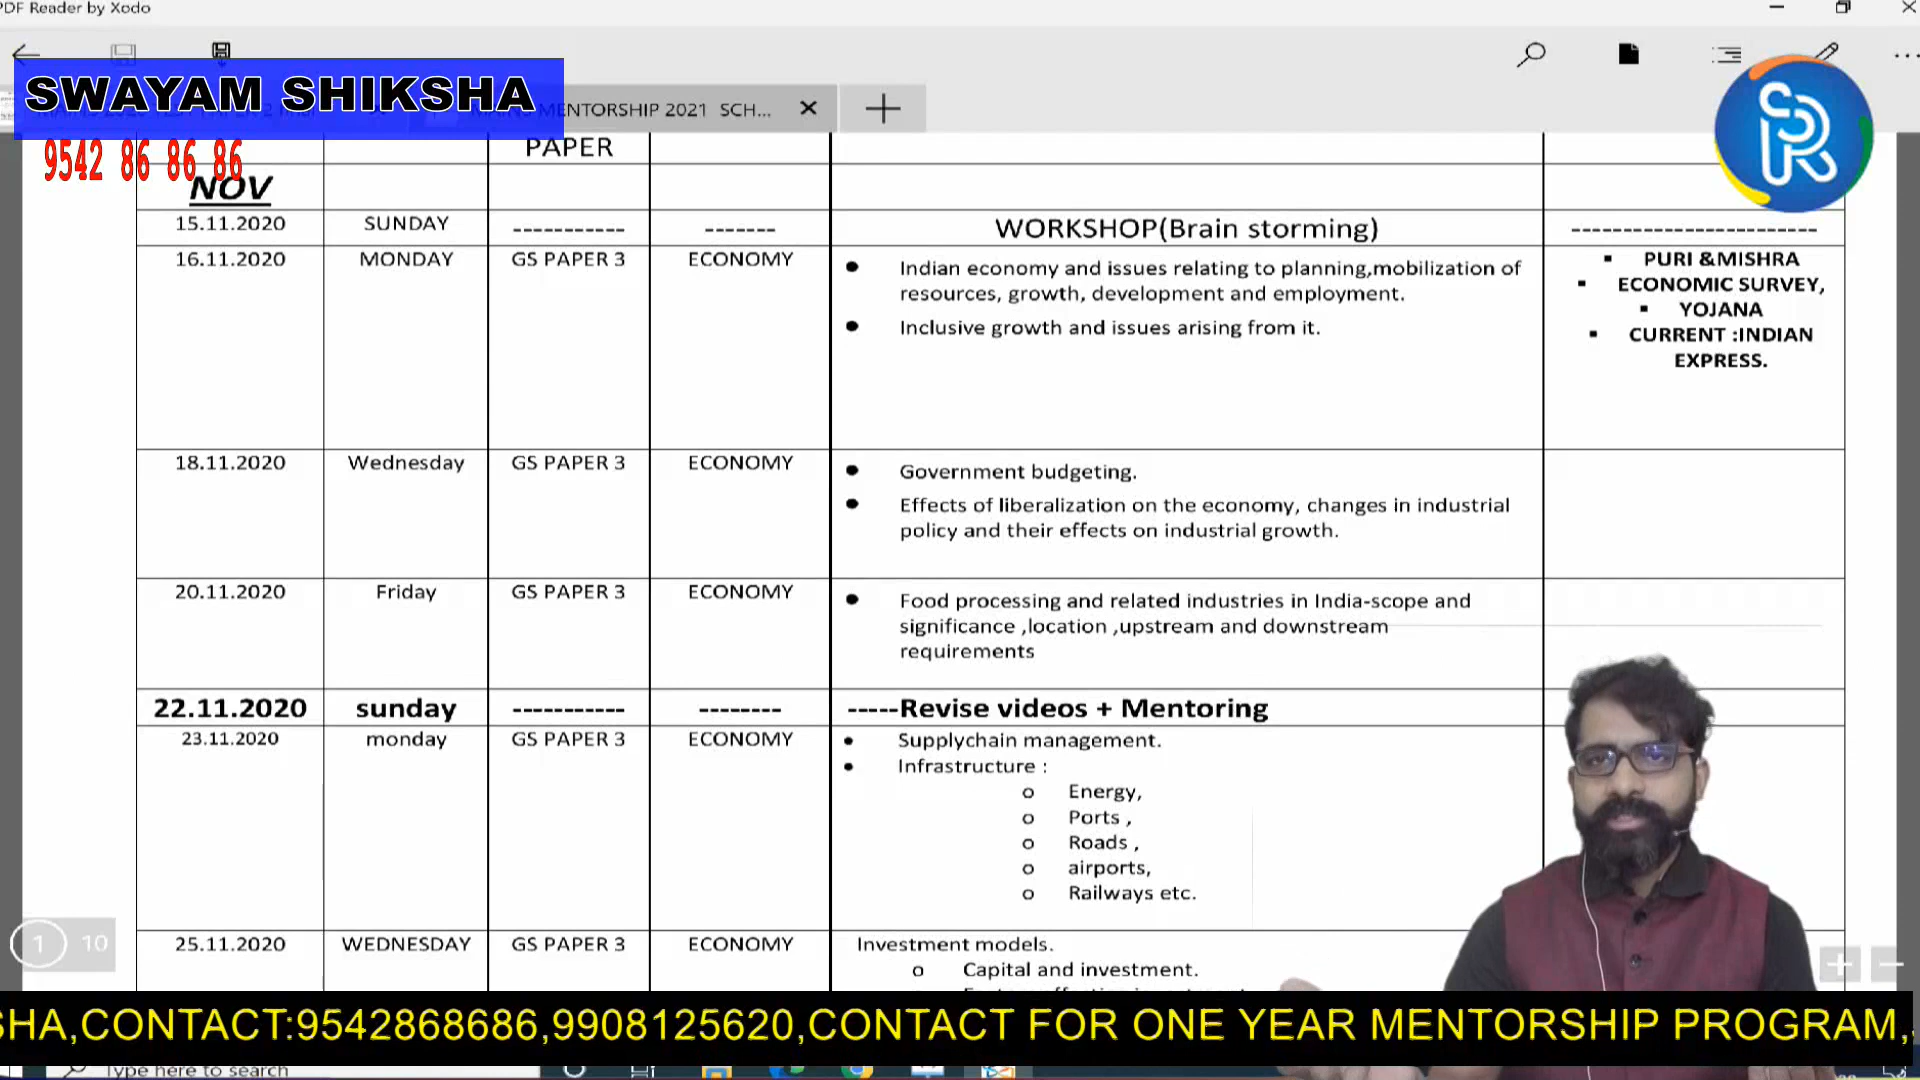 PDF Reader by Xodo
SWAYAM SHIKSHA
MENTORSHIP 2021 SCH...
9542 86 86 86
PAPER
NOV
15.11.2020 SUNDAY ----------- ------- WORKSHOP(Brain storming) -----------------------
16.11.2020 MONDAY GS PAPER 3 ECONOMY
Indian economy and issues relating to planning,mobilization of
resources, growth, development and employment.
Inclusive growth and issues arising from it.
PURI &MISHRA
ECONOMIC SURVEY,
YOJANA
CURRENT :INDIAN
EXPRESS.
18.11.2020 Wednesday GS PAPER 3 ECONOMY
Government budgeting.
Effects of liberalization on the economy, changes in industrial
policy and their effects on industrial growth.
20.11.2020 Friday GS PAPER 3 ECONOMY
Food processing and related industries in India-scope and
significance ,location ,upstream and downstream
requirements
22.11.2020 sunday ----------- -------- -----Revise videos + Mentoring
23.11.2020 monday GS PAPER 3 ECONOMY
Supplychain management.
Infrastructure :
o Energy,
o Ports ,
o Roads ,
o airports,
o Railways etc.
25.11.2020 WEDNESDAY GS PAPER 3 ECONOMY
Investment models.
o Capital and investment.
1 10
SHA,CONTACT:9542868686,9908125620,CONTACT FOR ONE YEAR MENTORSHIP PROGRAM,
Type here to search